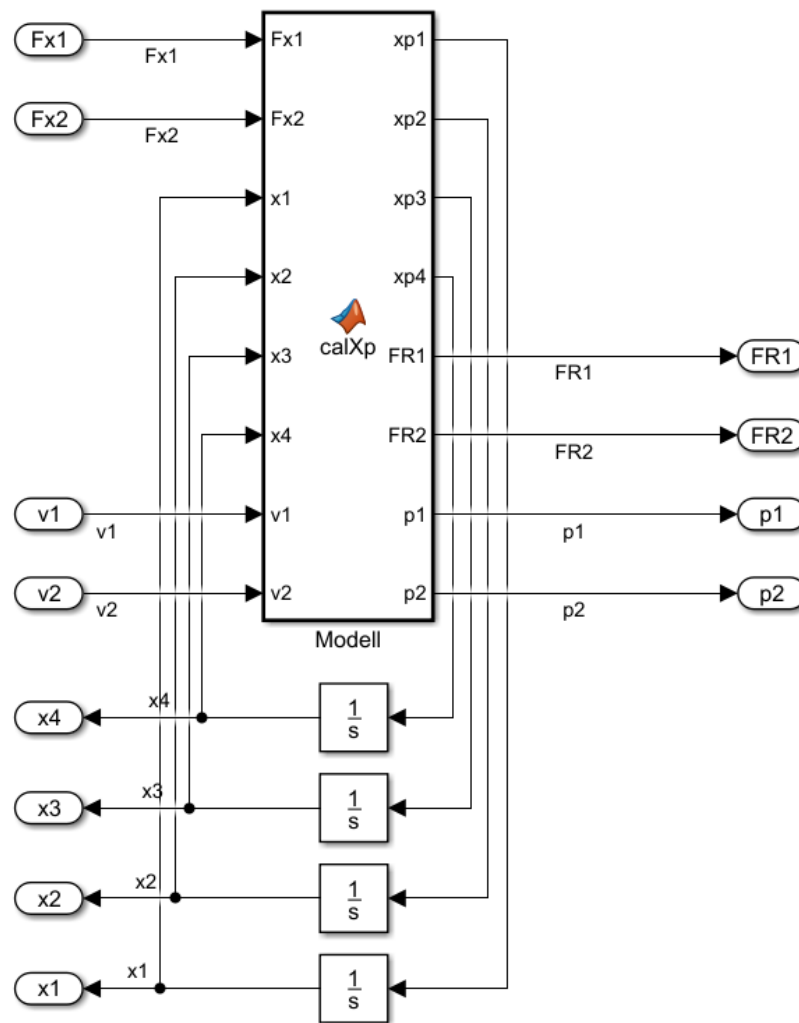 Fx1
Fx1
Fx1
xp1
Fx2
Fx2
Fx2
xp2
x1
xp3
x2
xp4
calXp
x3
FR1
FR1
FR1
x4
FR2
FR2
FR2
v1
v1
v1
p1
p1
p1
v2
v2
v2
p2
p2
p2
Modell
x4
x4
1
s
x3
x3
1
s
x2
x2
1
s
x1
x1
1
s